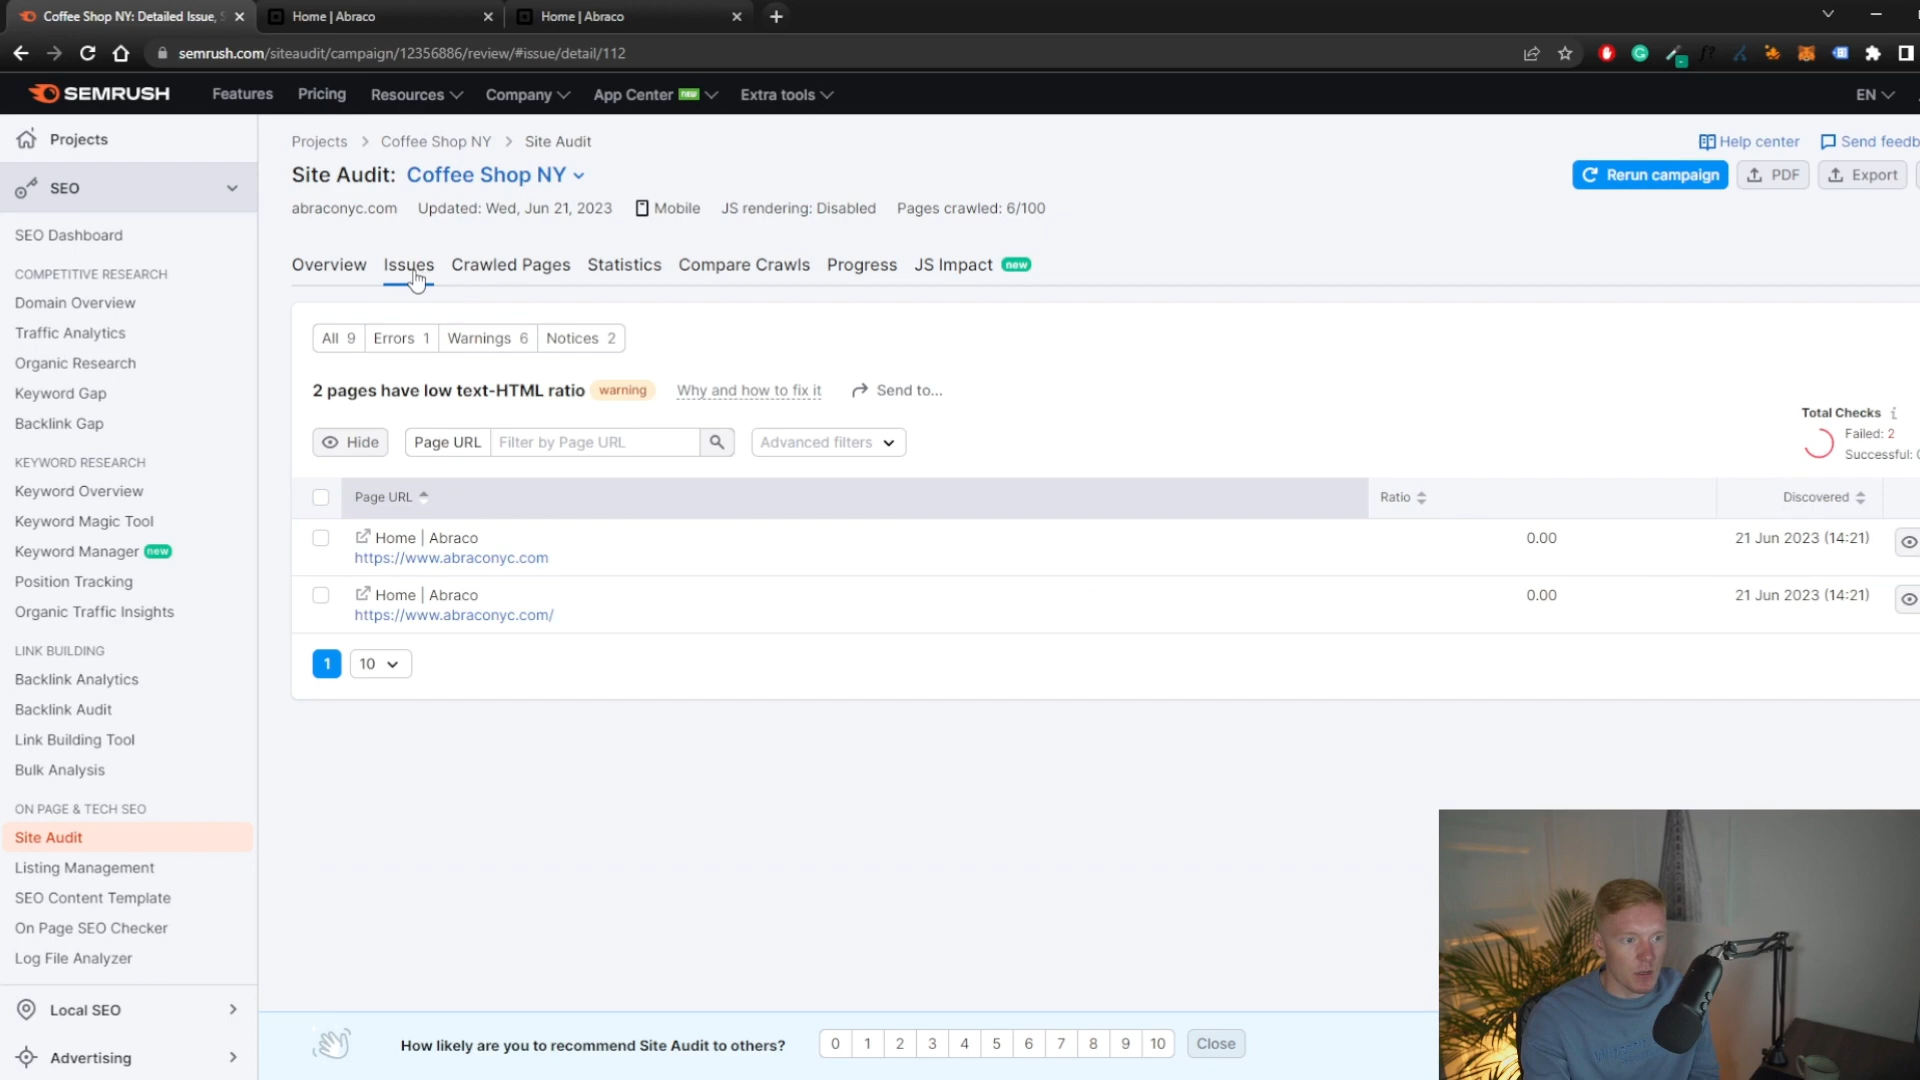 Coffee Shop NY: Detailed Issue, S
Home | Abraco
Home | Abraco
semrush.com/siteaudit/campaign/12356886/review/#issue/detail/112
SEMRUSH
Features
Pricing
Resources
Company
App Center new
Extra tools
EN
Projects
SEO
SEO Dashboard
COMPETITIVE RESEARCH
Domain Overview
Traffic Analytics
Organic Research
Keyword Gap
Backlink Gap
KEYWORD RESEARCH
Keyword Overview
Keyword Magic Tool
Keyword Manager new
Position Tracking
Organic Traffic Insights
LINK BUILDING
Backlink Analytics
Backlink Audit
Link Building Tool
Bulk Analysis
ON PAGE & TECH SEO
Site Audit
Listing Management
SEO Content Template
On Page SEO Checker
Log File Analyzer
Local SEO
Advertising
Projects > Coffee Shop NY > Site Audit
Help center
Send feedb
Site Audit: Coffee Shop NY
Rerun campaign
PDF
Export
abraconyc.com Updated: Wed, Jun 21, 2023 Mobile JS rendering: Disabled Pages crawled: 6/100
Overview Issues Crawled Pages Statistics Compare Crawls Progress JS Impact new
All 9 Errors 1 Warnings 6 Notices 2
2 pages have low text-HTML ratio warning Why and how to fix it Send to...
Total Checks i
Failed: 2
Successful: 0
Hide
Page URL Filter by Page URL
Advanced filters
Page URL Ratio Discovered
Home | Abraco 0.00 21 Jun 2023 (14:21)
https://www.abraconyc.com
Home | Abraco 0.00 21 Jun 2023 (14:21)
https://www.abraconyc.com/
1 10
How likely are you to recommend Site Audit to others? 0 1 2 3 4 5 6 7 8 9 10 Close